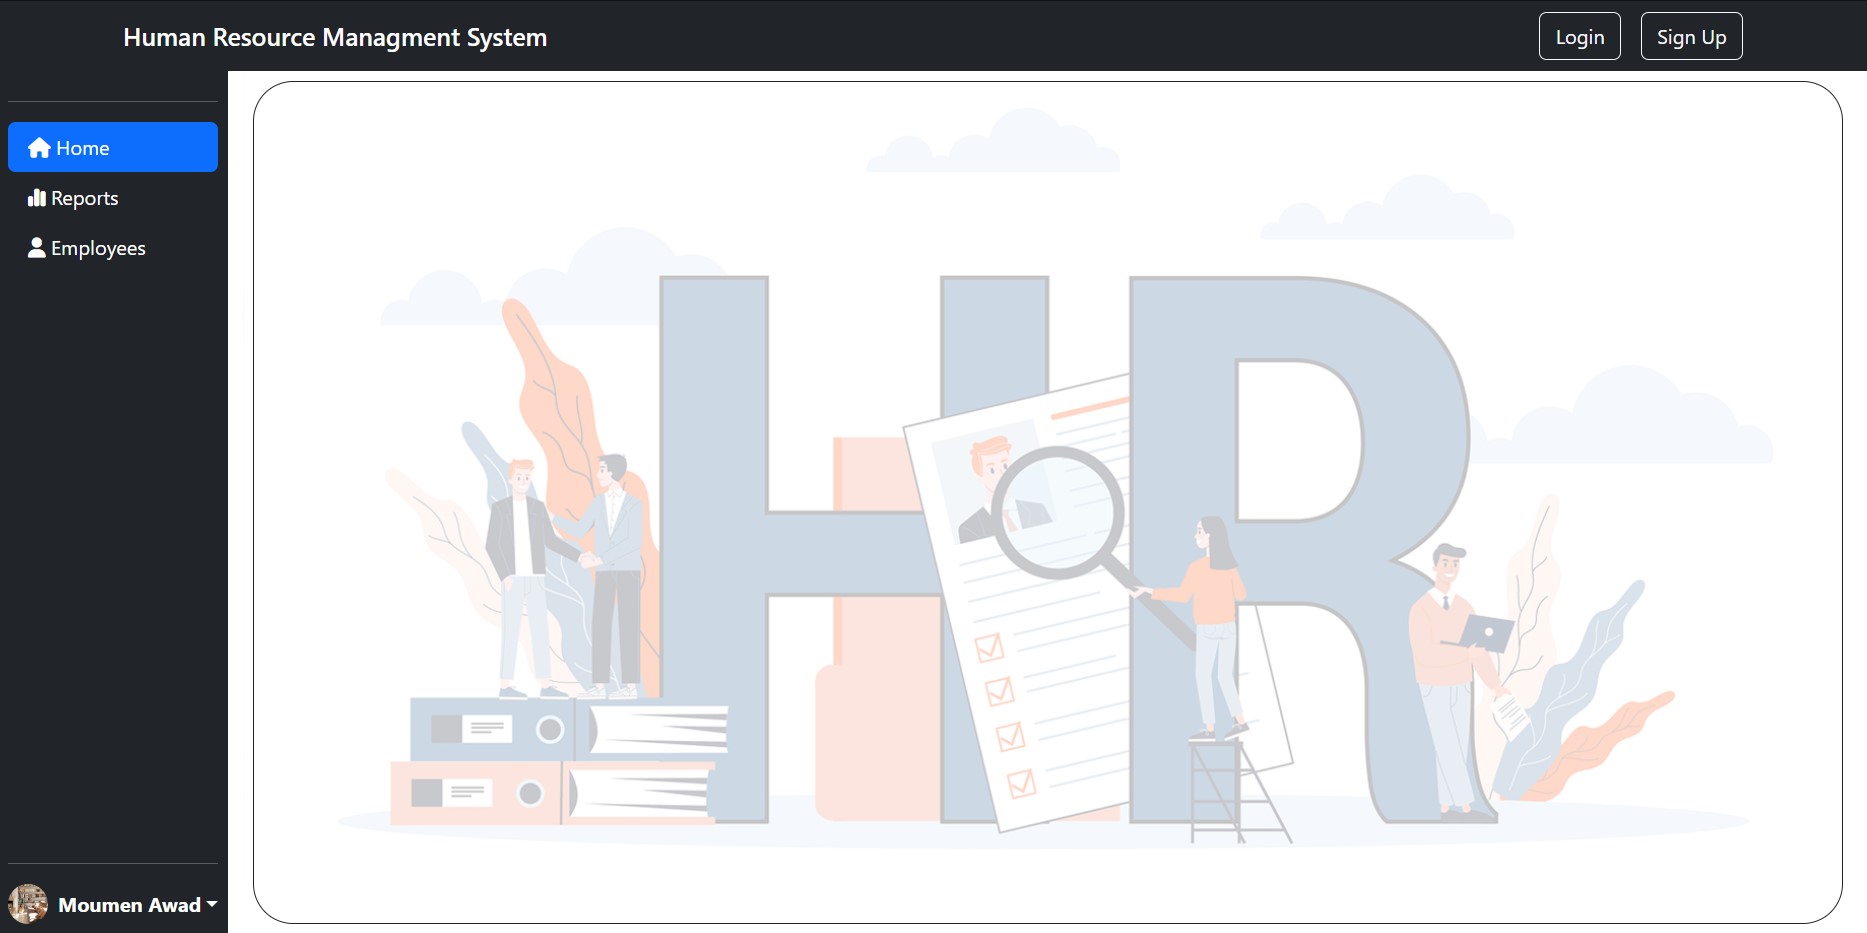 Human Resource Managment System
Login
Sign Up
Home
Reports
Employees
HR
Moumen Awad